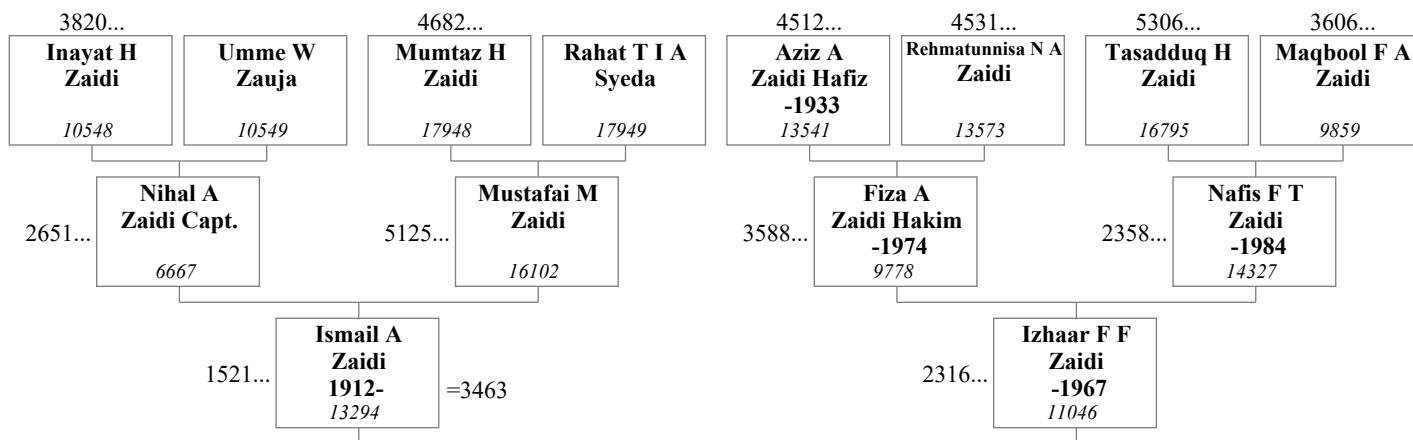 3820...
4682...
4512...
4531...
5306...
3606...
Inayat H
Zaidi
10548
Umme W
Zauja
10549
Mumtaz H
Zaidi
17948
Rahat T I A
Syeda
17949
Aziz A
Zaidi Hafiz
-1933
13541
Rehmatunnisa N A
Zaidi
13573
Tasadduq H
Zaidi
16795
Maqbool F A
Zaidi
9859
2651...
Nihal A
Zaidi Capt.
6667
5125...
Mustafai M
Zaidi
16102
3588...
Fiza A
Zaidi Hakim
-1974
9778
2358...
Nafis F T
Zaidi
-1984
14327
1521...
Ismail A
Zaidi
1912-
13294
=3463
2316...
Izhaar F F
Zaidi
-1967
11046